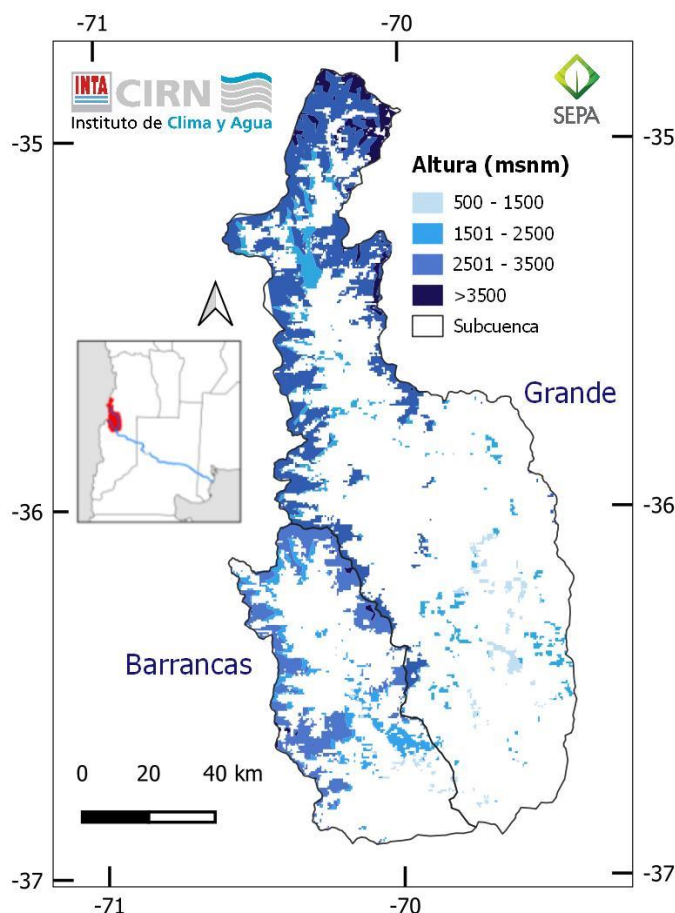 -71
-70
INTA
CIRN
Instituto de Clima y Agua
SEPA
-35
-35
Altura (msnm)
500 - 1500
1501 - 2500
2501 - 3500
>3500
Subcuenca
Grande
-36
-36
Barrancas
0 20 40 km
-37
-37
-71
-70